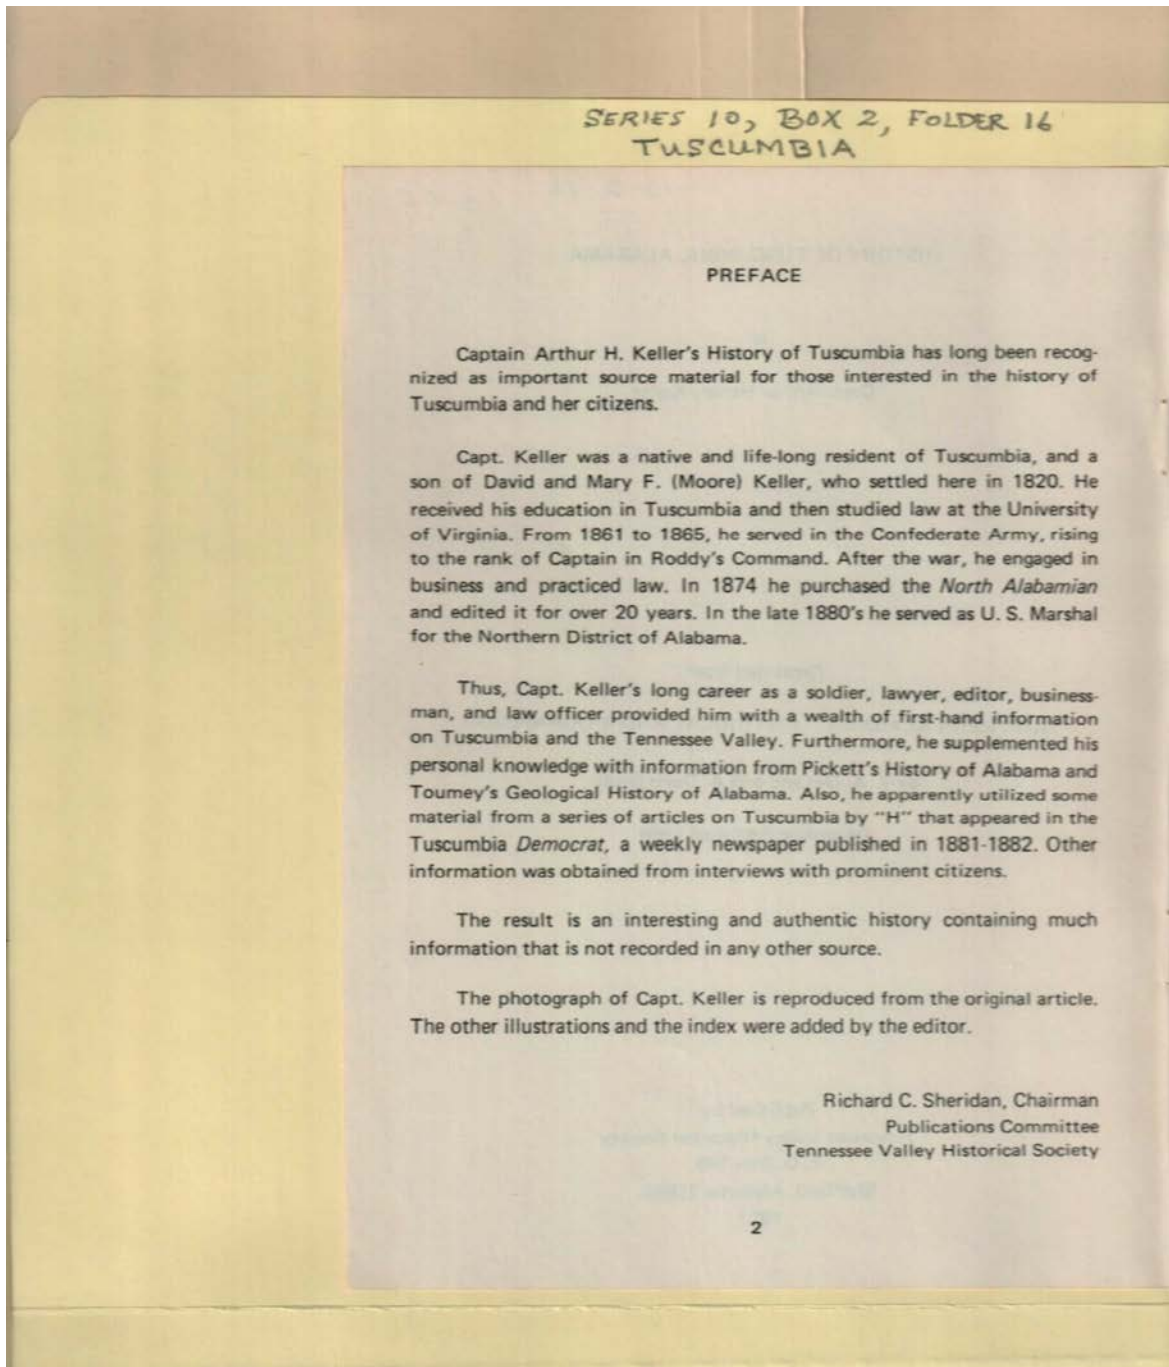 SERIES 10, BOX 2, FOLDER 16
TUSCUMBIA
PREFACE
Captain Arthur H. Keller's History of Tuscumbia has long been recog-
nized as important source material for those interested in the history of
Tuscumbia and her citizens.
Capt. Keller was a native and life-long resident of Tuscumbia, and a
son of David and Mary F. (Moore) Keller, who settled here in 1820. He
received his education in Tuscumbia and then studied law at the University
of Virginia. From 1861 to 1865, he served in the Confederate Army, rising
to the rank of Captain in Roddy's Command. After the war, he engaged in
business and practiced law. In 1874 he purchased the North Alabamian
and edited it for over 20 years. In the late 1880's he served as U. S. Marshal
for the Northern District of Alabama.
Thus, Capt. Keller's long career as a soldier, lawyer, editor, business-
man, and law officer provided him with a wealth of first-hand information
on Tuscumbia and the Tennessee Valley. Furthermore, he supplemented his
personal knowledge with information from Pickett's History of Alabama and
Toumey's Geological History of Alabama. Also, he apparently utilized some
material from a series of articles on Tuscumbia by "H" that appeared in the
Tuscumbia Democrat, a weekly newspaper published in 1881-1882. Other
information was obtained from interviews with prominent citizens.
The result is an interesting and authentic history containing much
information that is not recorded in any other source.
The photograph of Capt. Keller is reproduced from the original article.
The other illustrations and the index were added by the editor.
Richard C. Sheridan, Chairman
Publications Committee
Tennessee Valley Historical Society
2